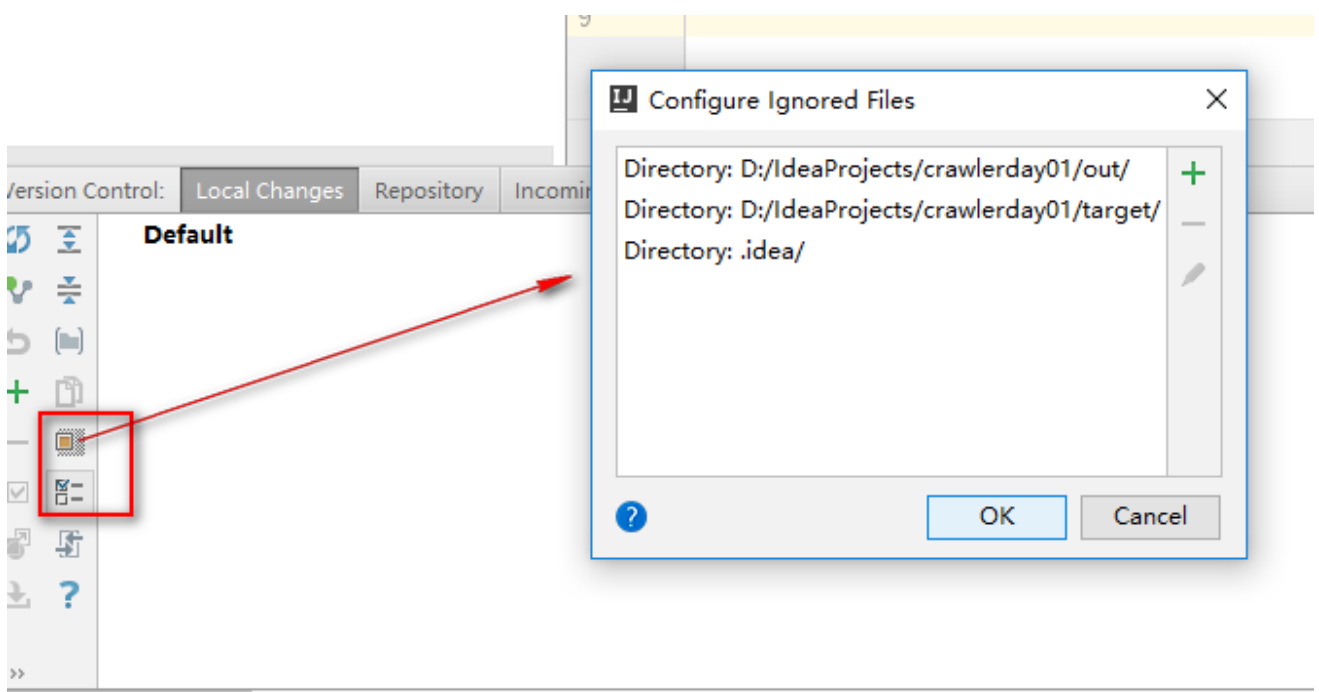 9
Configure Ignored Files
Directory: D:/IdeaProjects/crawlerday01/out/
Directory: D:/IdeaProjects/crawlerday01/target/
Directory: .idea/
OK
Cancel
Version Control:
Local Changes
Repository
Default